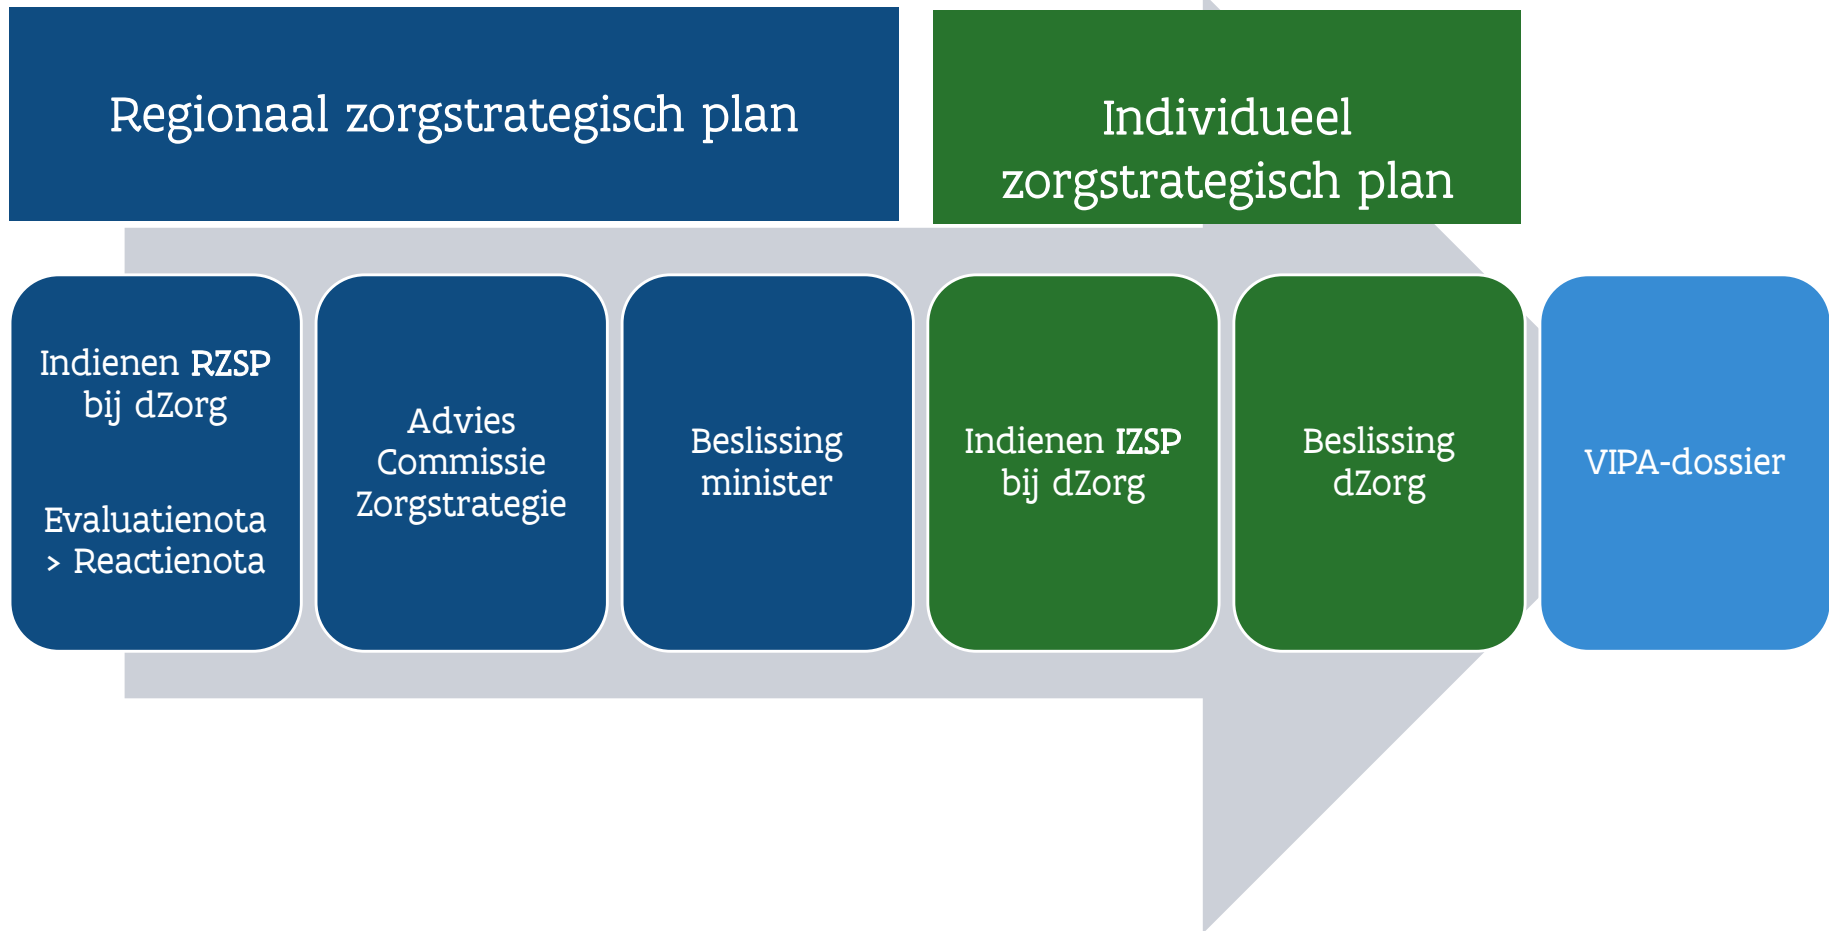 Regionaal zorgstrategisch plan
Individueel
zorgstrategisch plan
Indienen RZSP
bij dZorg
Evaluatienota
> Reactienota
Advies
Commissie
Zorgstrategie
Beslissing
minister
Indienen IZSP
bij dZorg
Beslissing
dZorg
VIPA-dossier